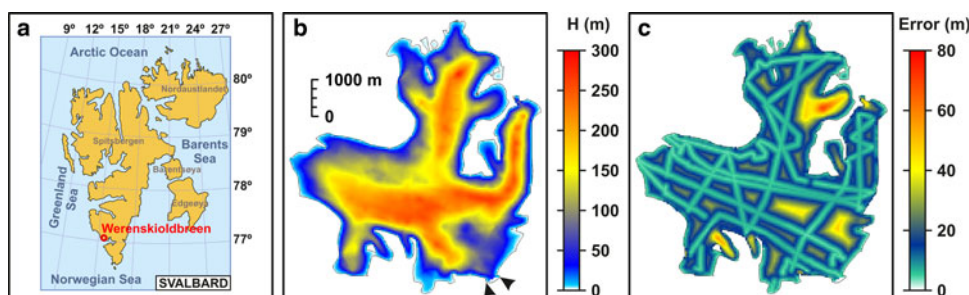 a
9° 12° 15° 18° 21° 24° 27°
Arctic Ocean
80°
Nordaustlandet
79°
Spitsbergen
Barents
Sea
Barentsøya
78°
Greenland
Sea
Edgeøya
Werenskioldbreen
77°
Norwegian Sea
SVALBARD
b
H (m)
1000 m
0
300
250
200
150
100
50
0
c
Error (m)
80
60
40
20
0